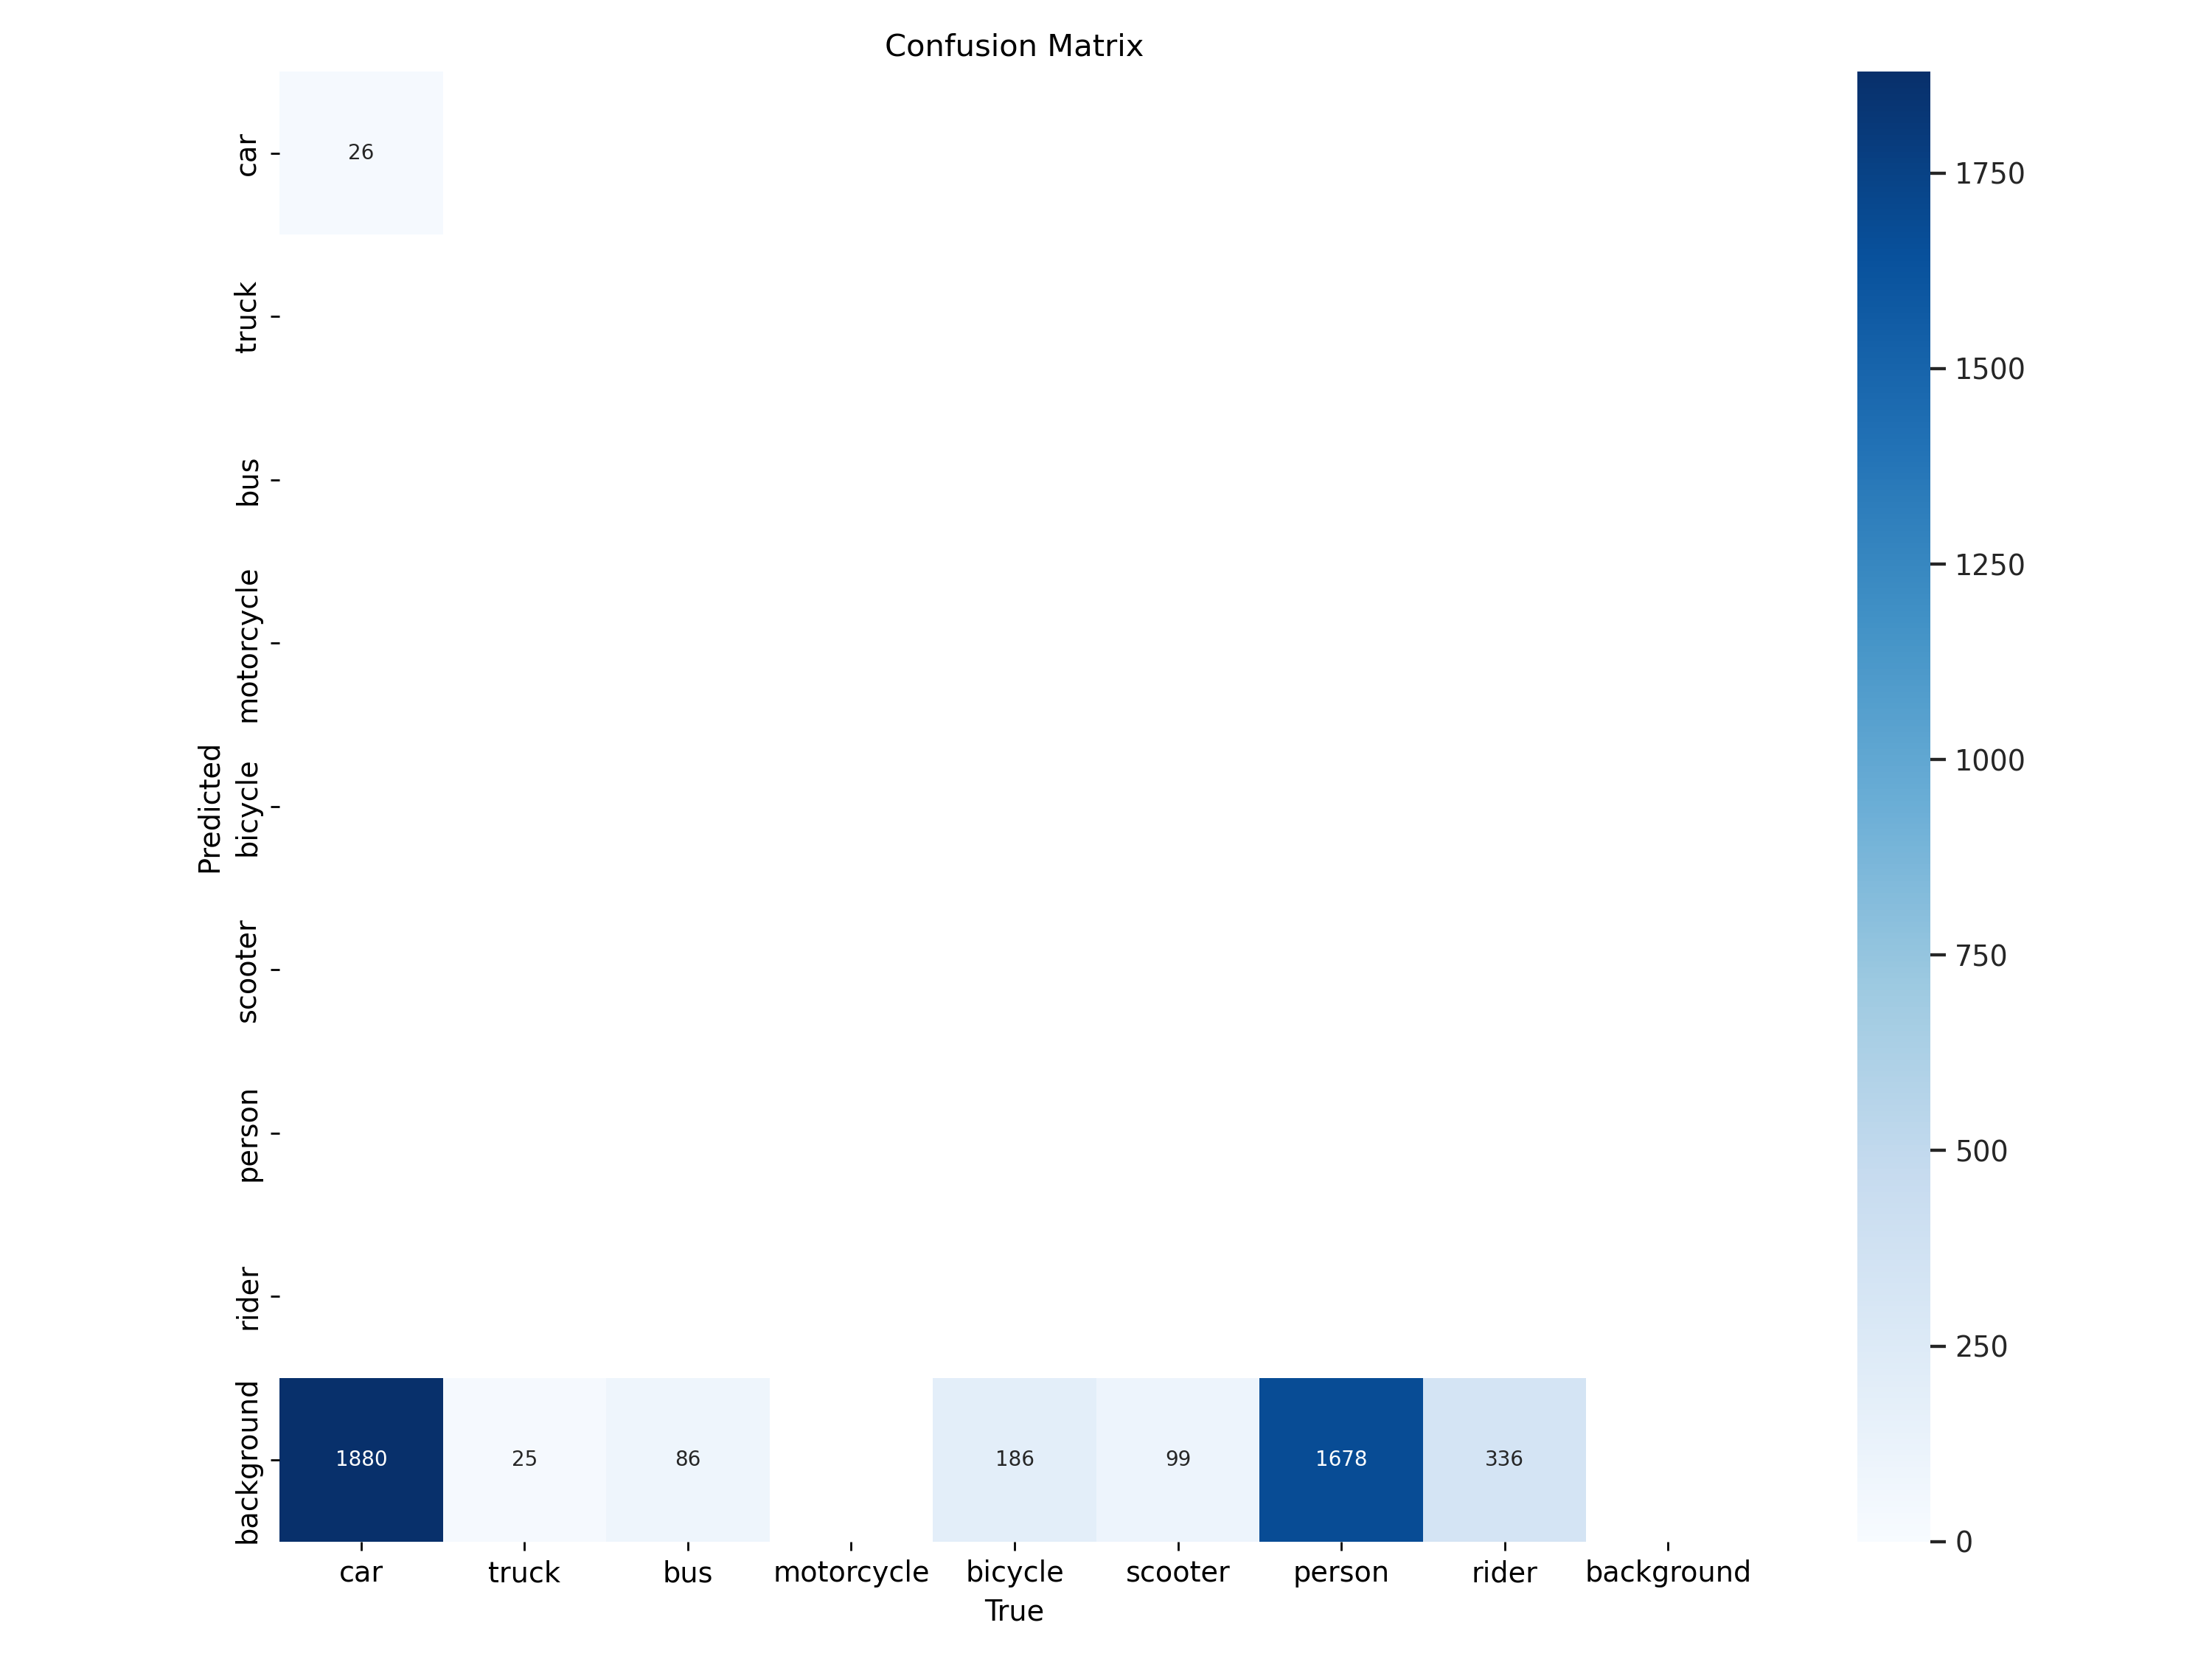 Confusion Matrix
car
26
truck
bus
motorcycle
bicycle
scooter
person
rider
background
Predicted
1880 25 86 186 99 1678 336
car truck bus motorcycle bicycle scooter person rider background
True
1750
1500
1250
1000
750
500
250
0